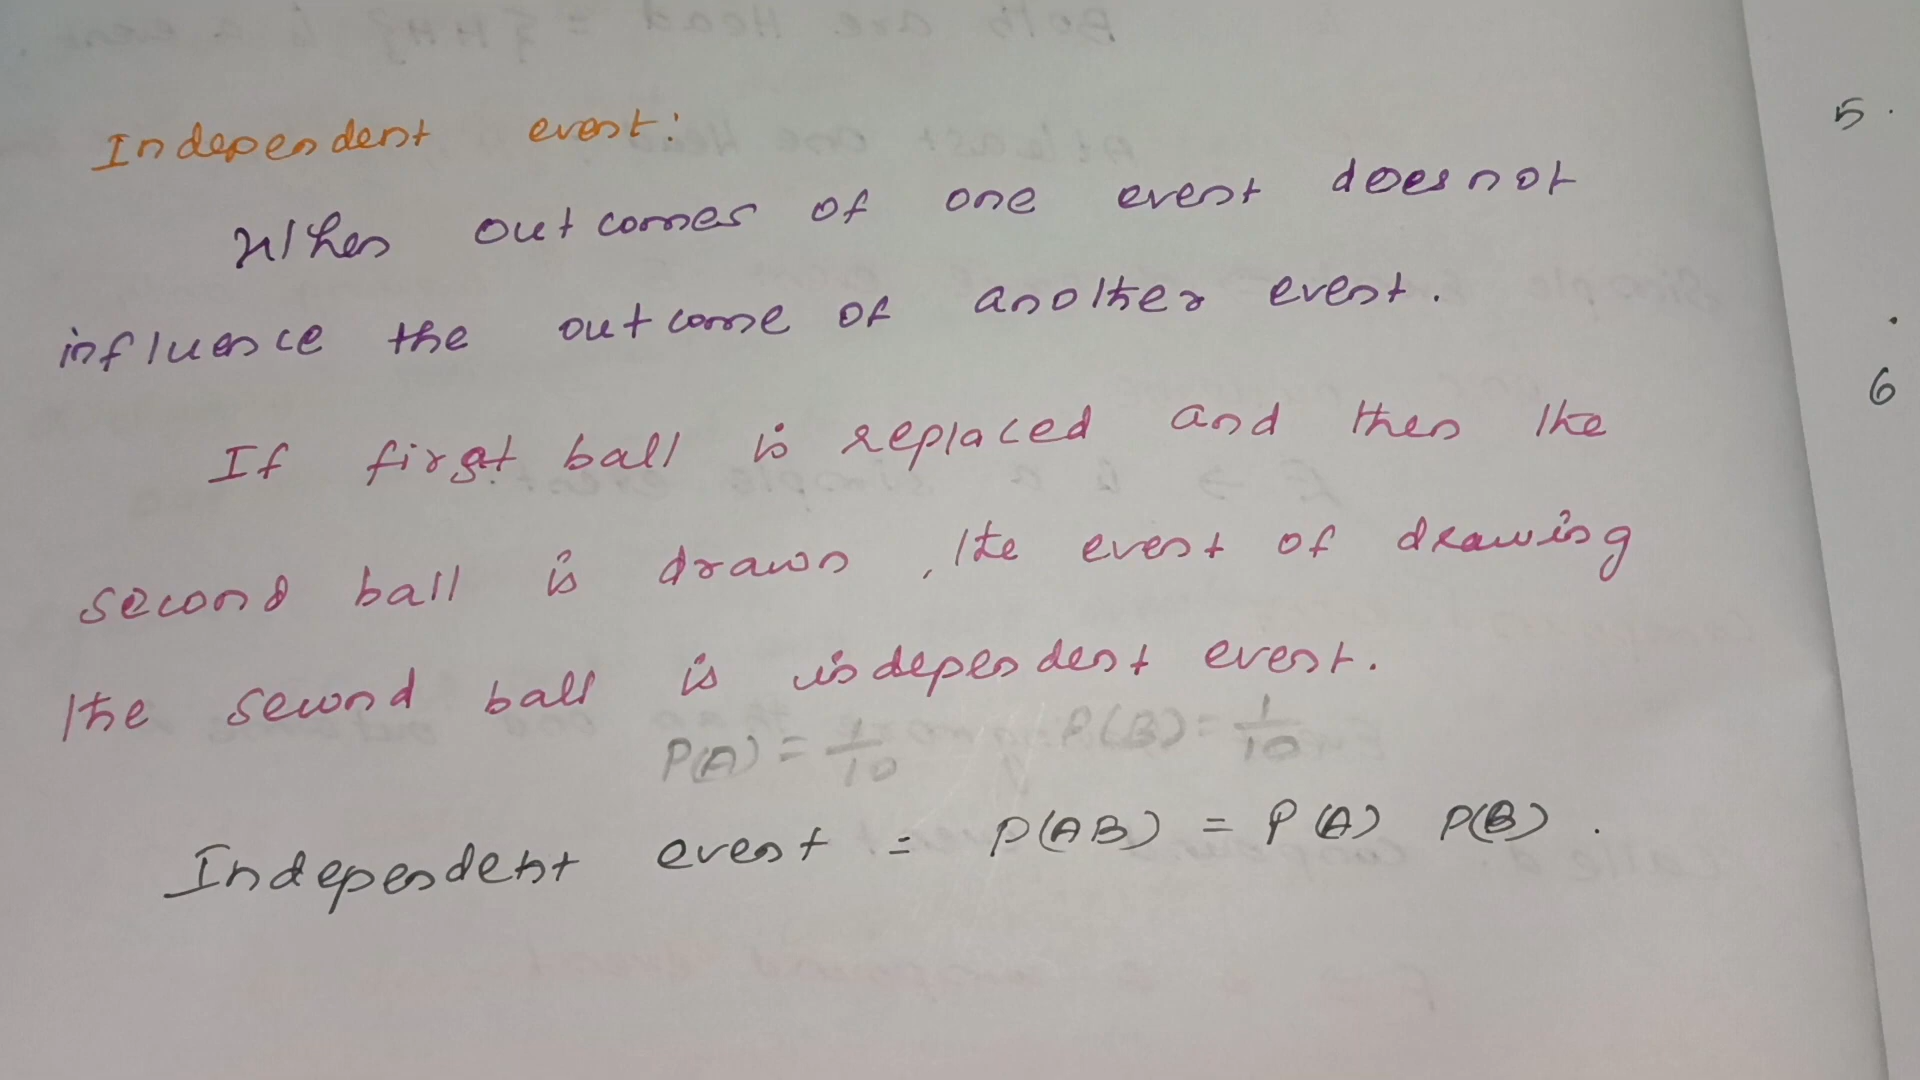 Independent event:
When outcomes of one event does not
influence the outcome of another event.
If first ball is replaced and then the
second ball is drawn, the event of drawing
the second ball is independent event.
P(A) = 1/10 P(B) = 1/10
Independent event = P(AB) = P(A) P(B).
5.
6